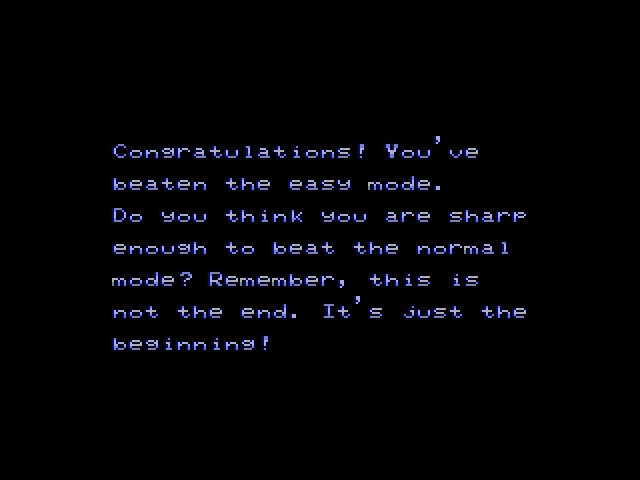 Congratulations! You've
beaten the easy mode.
Do you think you are sharp
enough to beat the normal
mode? Remember, this is
not the end. It's just the
beginning!